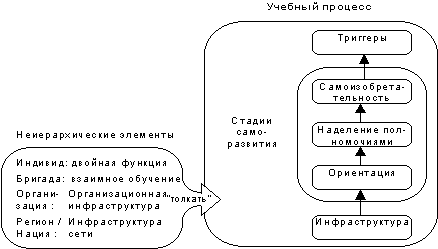 Учебный процесс
Триггеры
Самоизобрета-
тельность
Стадии
само-
развития
Наделение пол-
номочиями
Ориентация
Инфраструктура
Неиерархические элементы
Индивид: двойная функция
Бригада: взаимное обучение
Органи- : Организационная
зация : инфраструктура
Регион / Инфраструктура
Нация : сети
"толкать"